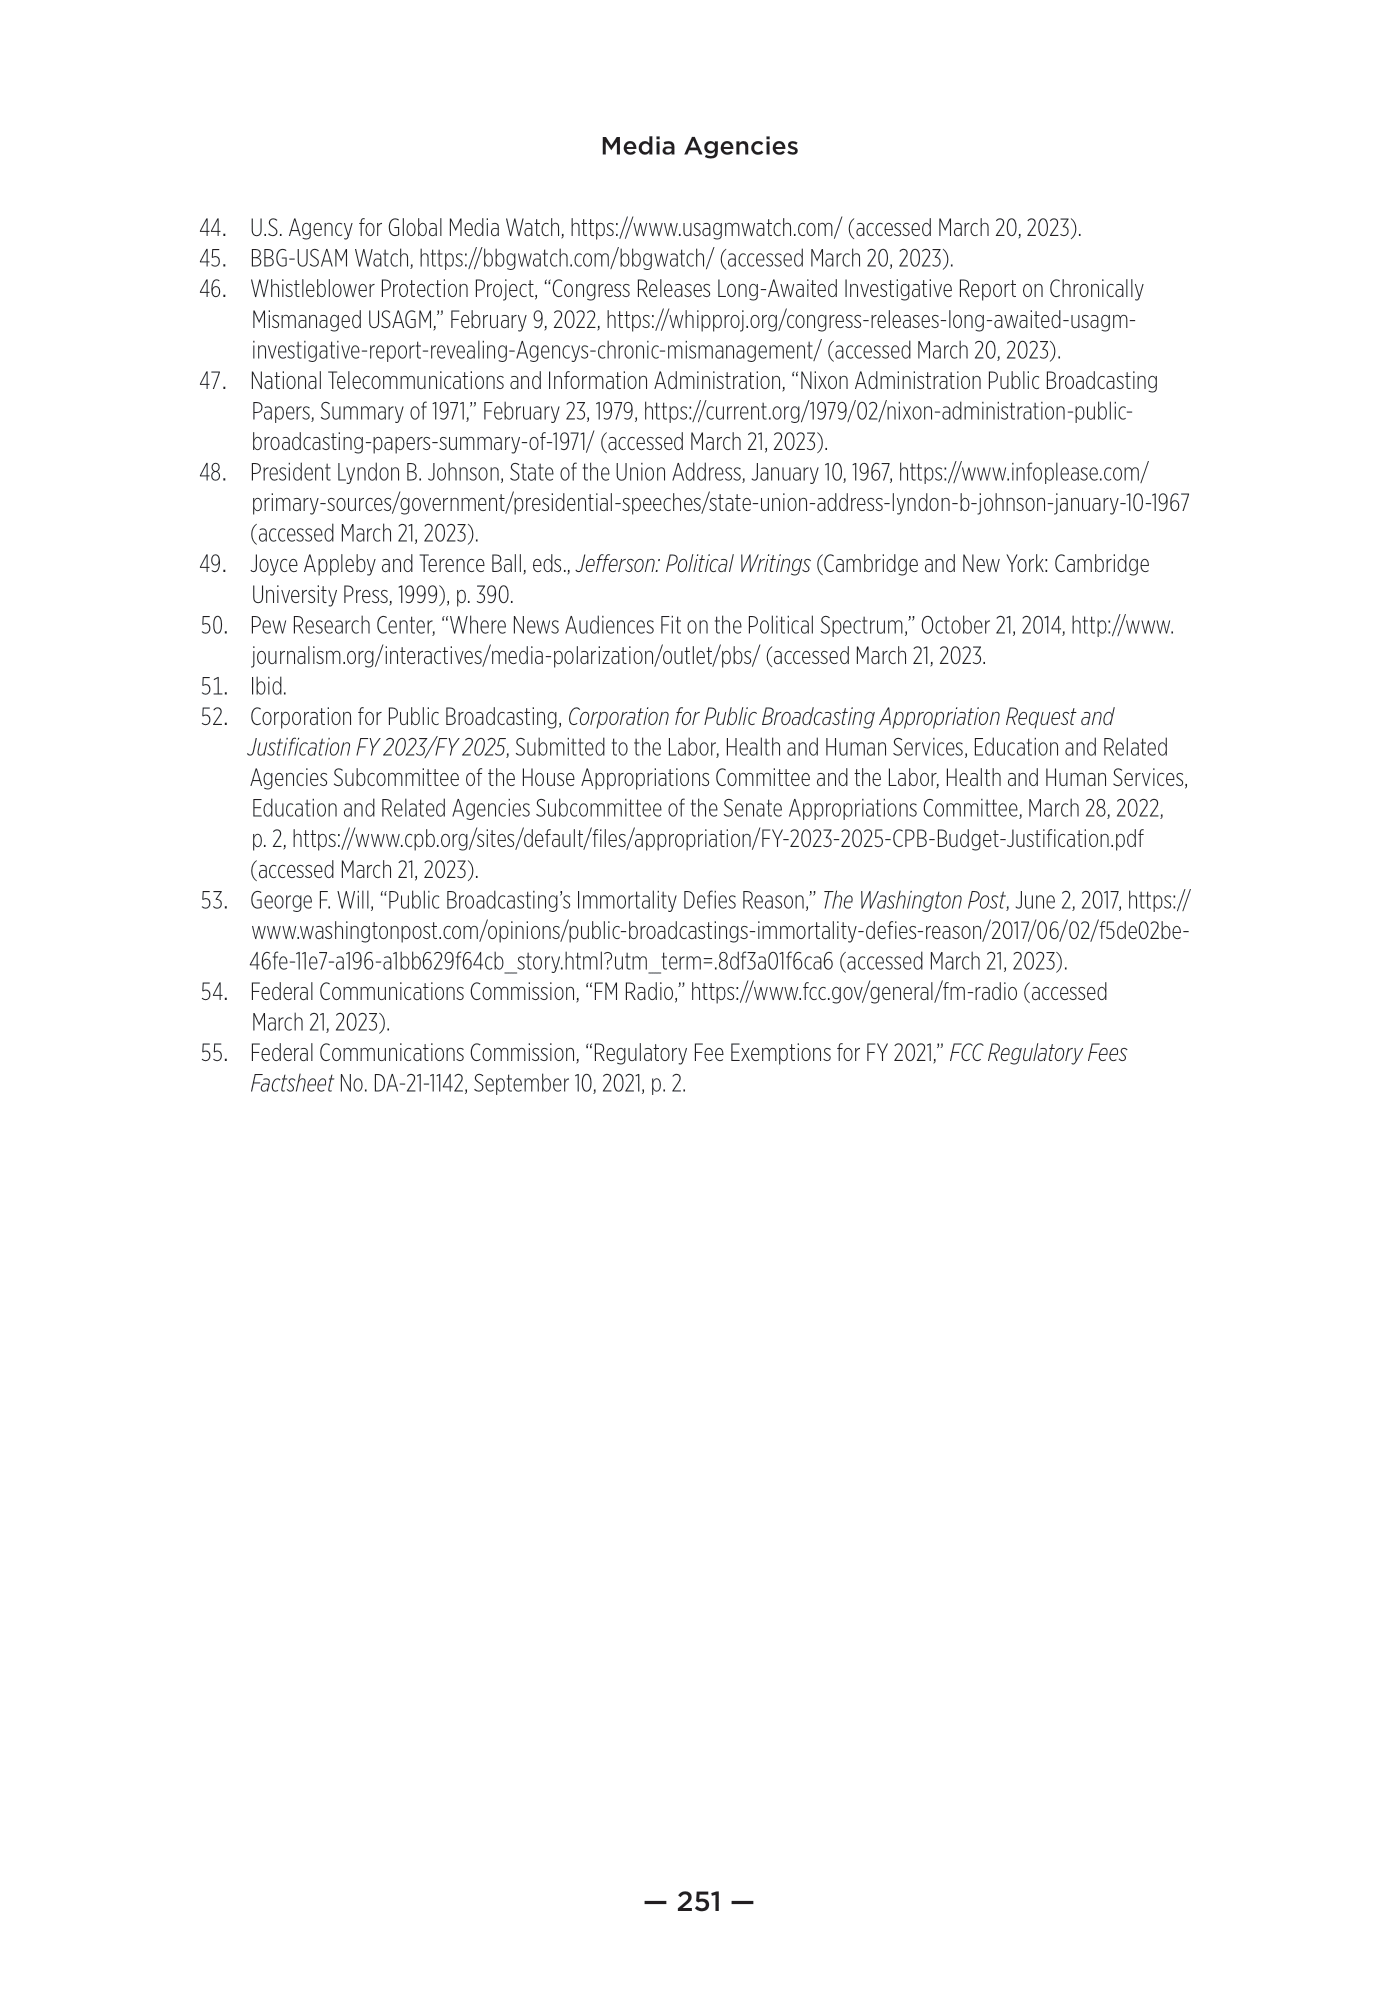 Media Agencies
44. U.S. Agency for Global Media Watch, https://www.usagmwatch.com/ (accessed March 20, 2023).
45. BBG-USAM Watch, https://bbgwatch.com/bbgwatch/ (accessed March 20, 2023).
46. Whistleblower Protection Project, “Congress Releases Long-Awaited Investigative Report on Chronically
Mismanaged USAGM,” February 9, 2022, https://whipproj.org/congress-releases-long-awaited-usagm-
investigative-report-revealing-Agencys-chronic-mismanagement/ (accessed March 20, 2023).
47. National Telecommunications and Information Administration, “Nixon Administration Public Broadcasting
Papers, Summary of 1971,” February 23, 1979, https://current.org/1979/02/nixon-administration-public-
broadcasting-papers-summary-of-1971/ (accessed March 21, 2023).
48. President Lyndon B. Johnson, State of the Union Address, January 10, 1967, https://www.infoplease.com/
primary-sources/government/presidential-speeches/state-union-address-lyndon-b-johnson-january-10-1967
(accessed March 21, 2023).
49. Joyce Appleby and Terence Ball, eds., Jefferson: Political Writings (Cambridge and New York: Cambridge
University Press, 1999), p. 390.
50. Pew Research Center, “Where News Audiences Fit on the Political Spectrum,” October 21, 2014, http://www.
journalism.org/interactives/media-polarization/outlet/pbs/ (accessed March 21, 2023.
51. Ibid.
52. Corporation for Public Broadcasting, Corporation for Public Broadcasting Appropriation Request and
Justification FY 2023/FY 2025, Submitted to the Labor, Health and Human Services, Education and Related
Agencies Subcommittee of the House Appropriations Committee and the Labor, Health and Human Services,
Education and Related Agencies Subcommittee of the Senate Appropriations Committee, March 28, 2022,
p. 2, https://www.cpb.org/sites/default/files/appropriation/FY-2023-2025-CPB-Budget-Justification.pdf
(accessed March 21, 2023).
53. George F. Will, “Public Broadcasting’s Immortality Defies Reason,” The Washington Post, June 2, 2017, https://
www.washingtonpost.com/opinions/public-broadcastings-immortality-defies-reason/2017/06/02/f5de02be-
46fe-11e7-a196-a1bb629f64cb_story.html?utm_term=.8df3a01f6ca6 (accessed March 21, 2023).
54. Federal Communications Commission, “FM Radio,” https://www.fcc.gov/general/fm-radio (accessed
March 21, 2023).
55. Federal Communications Commission, “Regulatory Fee Exemptions for FY 2021,” FCC Regulatory Fees
Factsheet No. DA-21-1142, September 10, 2021, p. 2.
— 251 —